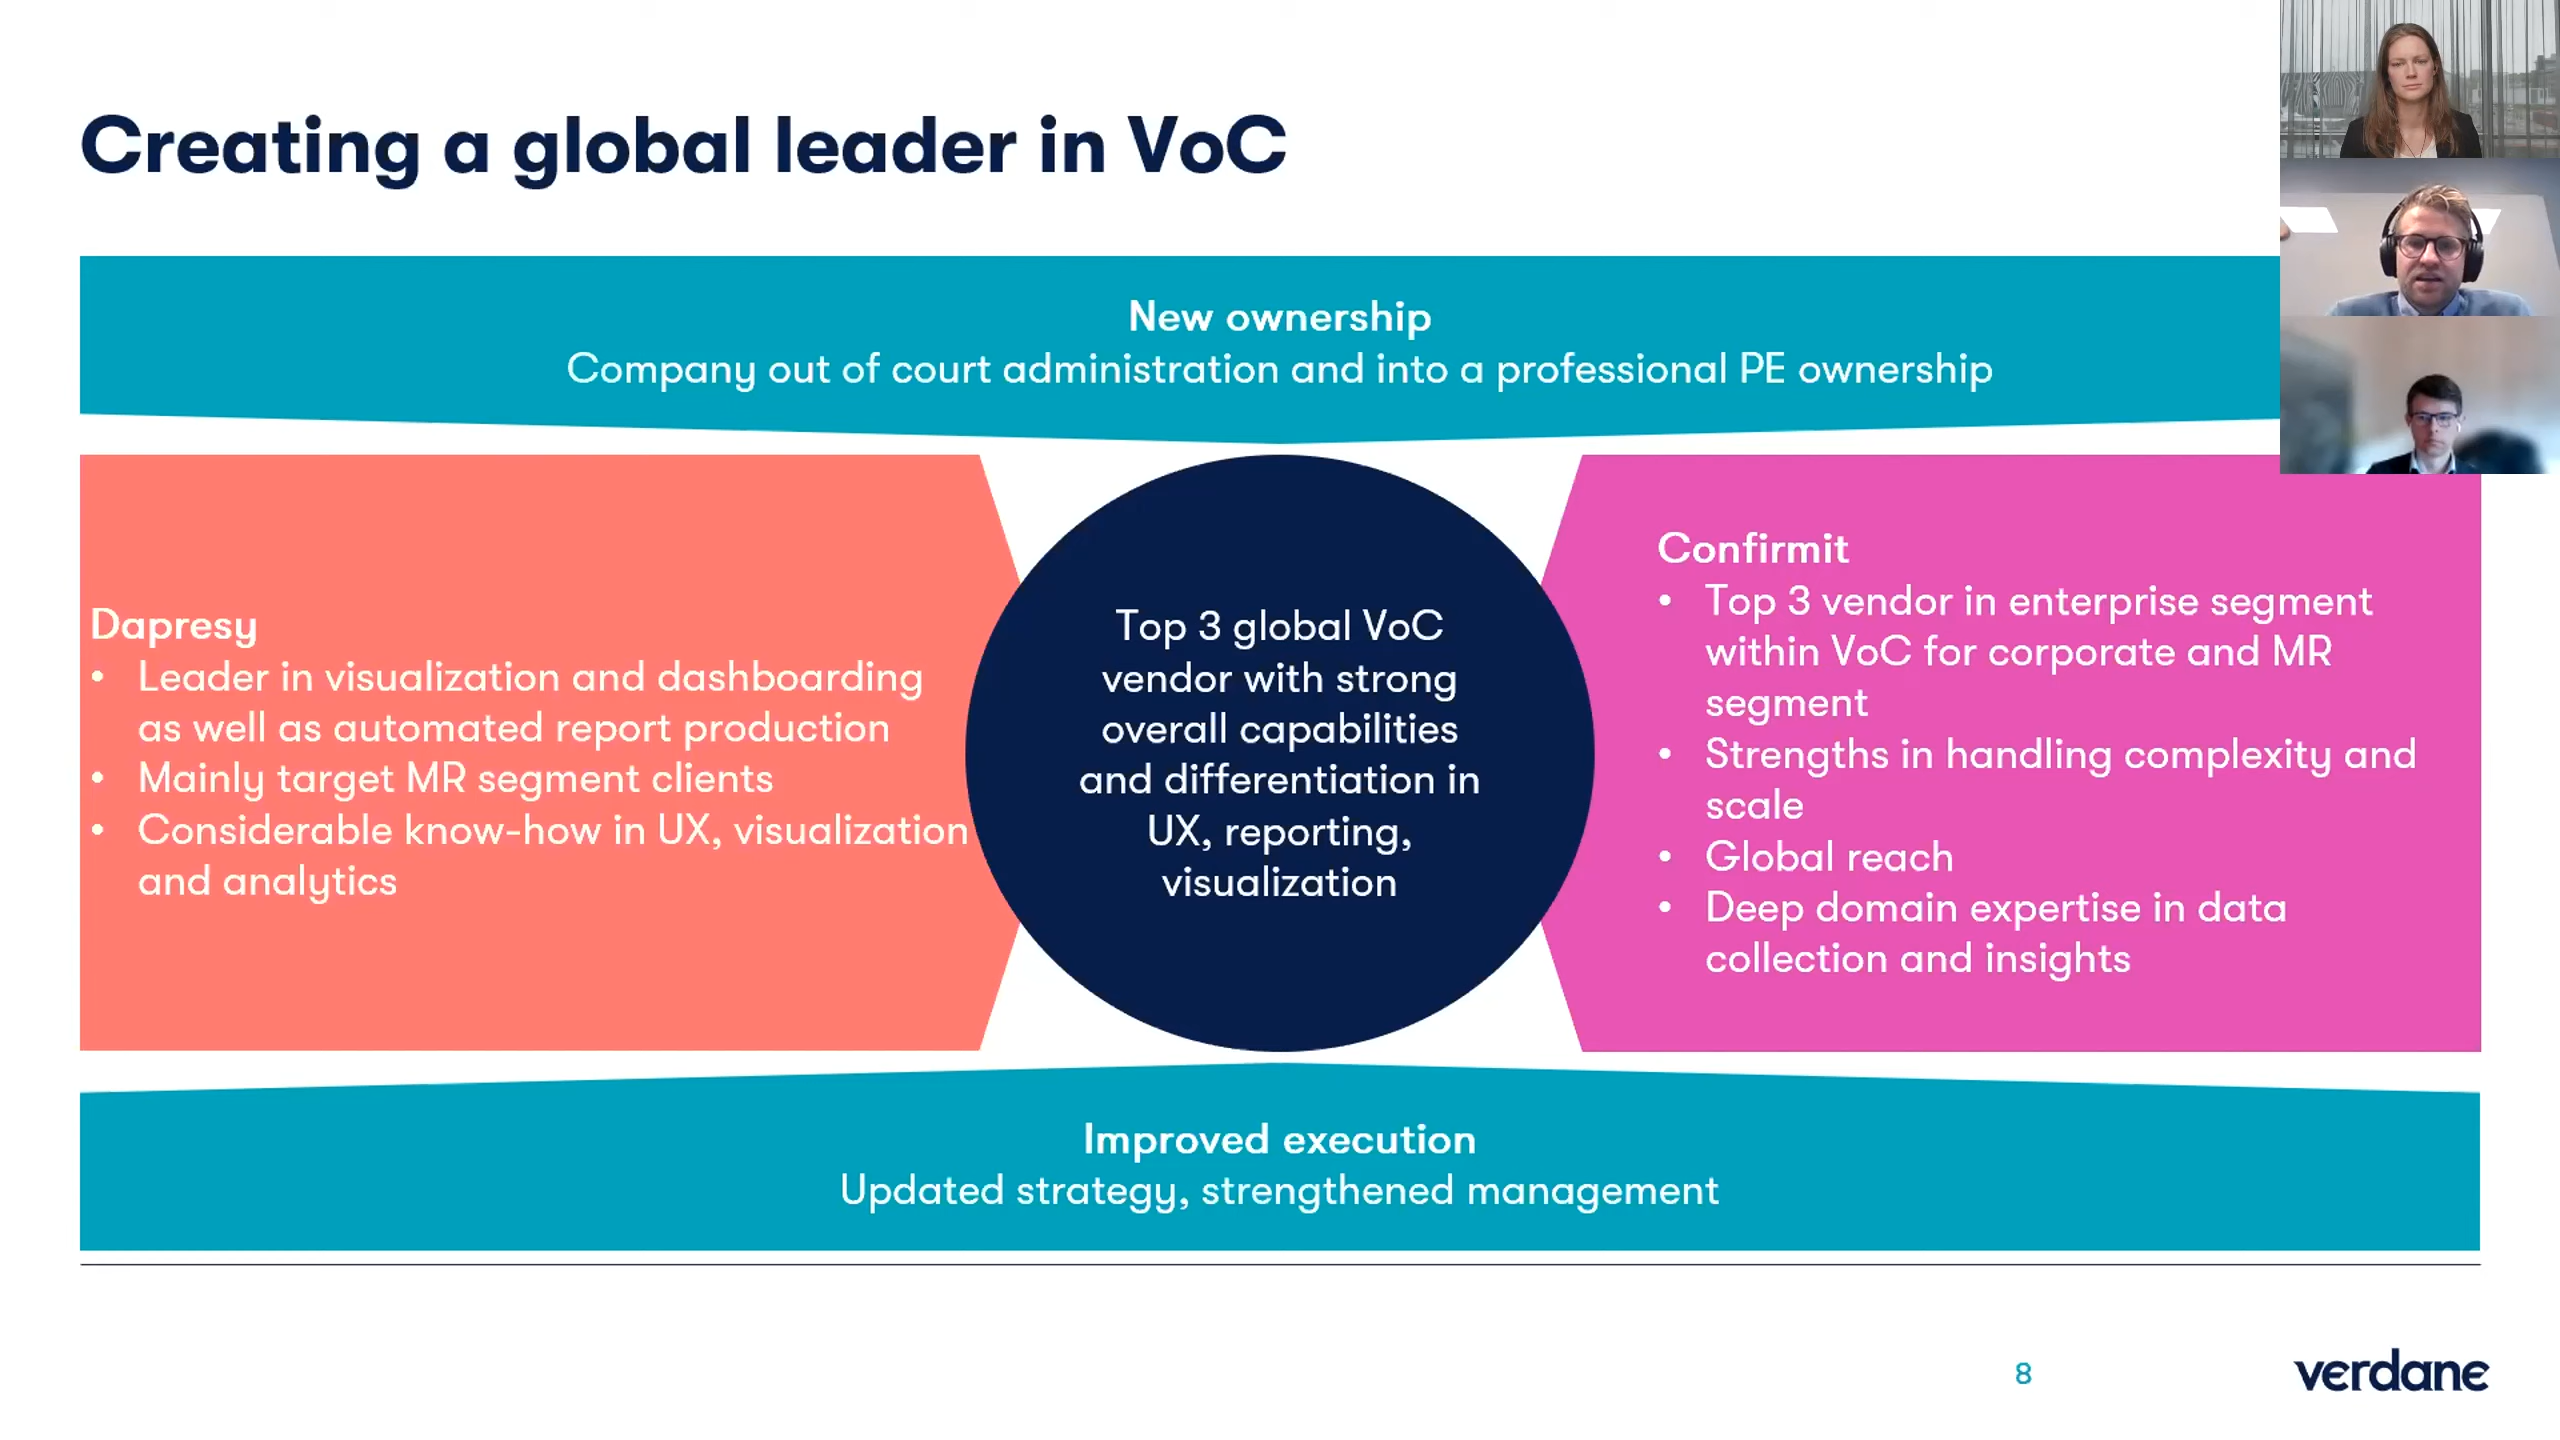 Creating a global leader in VoC
New ownership
Company out of court administration and into a professional PE ownership
Dapresy
• Leader in visualization and dashboarding
as well as automated report production
• Mainly target MR segment clients
• Considerable know-how in UX, visualization
and analytics
Top 3 global VoC
vendor with strong
overall capabilities
and differentiation in
UX, reporting,
visualization
Confirmit
• Top 3 vendor in enterprise segment
within VoC for corporate and MR
segment
• Strengths in handling complexity and
scale
• Global reach
• Deep domain expertise in data
collection and insights
Improved execution
Updated strategy, strengthened management
8
verdane